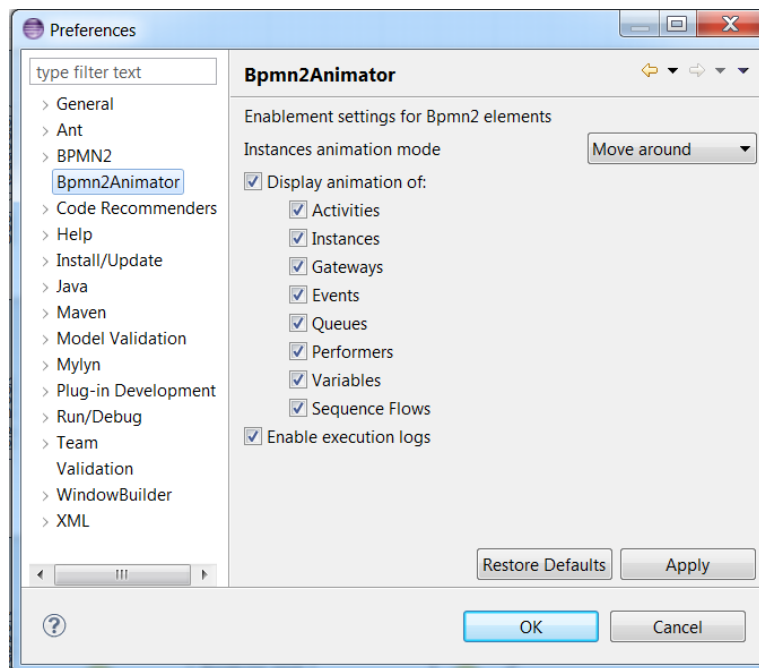 Preferences
type filter text
General
Ant
BPMN2
Bpmn2Animator
Code Recommenders
Help
Install/Update
Java
Maven
Model Validation
Mylyn
Plug-in Development
Run/Debug
Team
Validation
WindowBuilder
XML
Bpmn2Animator
Enablement settings for Bpmn2 elements
Instances animation mode Move around
Display animation of:
Activities
Instances
Gateways
Events
Queues
Performers
Variables
Sequence Flows
Enable execution logs
Restore Defaults Apply
OK Cancel